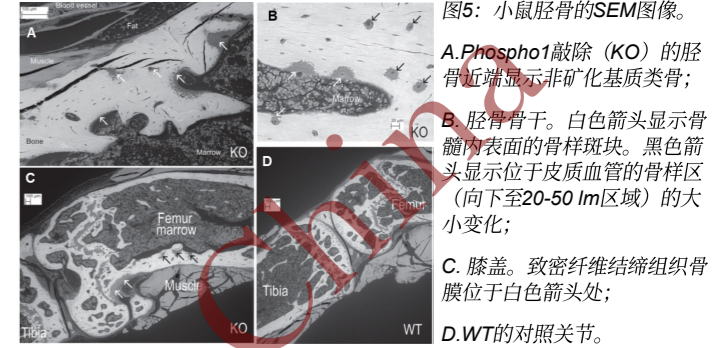 A
Blood vessel
Fat
Muscle
Bone
Marrow
KO
B
Marrow
20 µm
KO
C
Femur
marrow
Muscle
Tibia
KO
D
Femur
Tibia
WT
China
图5：小鼠胫骨的SEM图像。
A.Phospho1敲除（KO）的胫
骨近端显示非矿化基质类骨；
B. 胫骨骨干。白色箭头显示骨
髓内表面的骨样斑块。黑色箭
头显示位于皮质血管的骨样区
（向下至20-50 lm区域）的大
小变化；
C. 膝盖。致密纤维结缔组织骨
膜位于白色箭头处；
D.WT的对照关节。